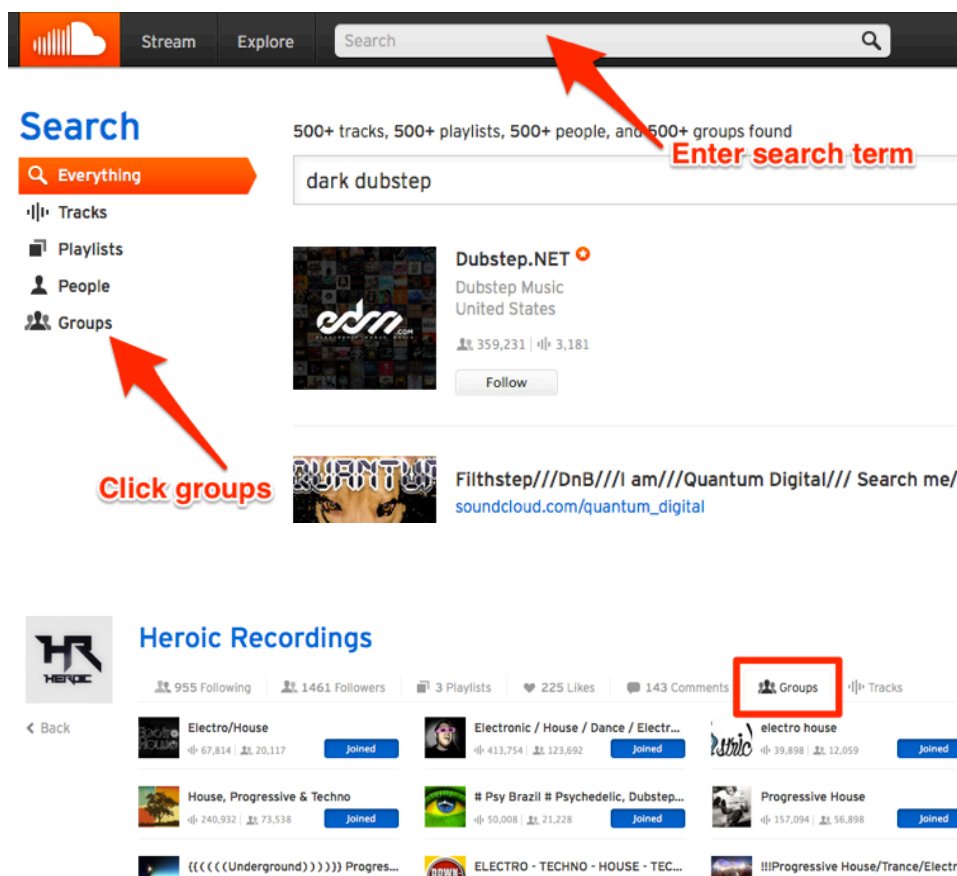 Stream Explore Search
Search
500+ tracks, 500+ playlists, 500+ people, and 500+ groups found
Enter search term
Everything
dark dubstep
Tracks
Playlists
People
Groups
Click groups
edm.COM
Dubstep.NET
Dubstep Music
United States
359,231 3,181
Follow
QUANTUM
Filthstep///DnB///I am///Quantum Digital/// Search me/
soundcloud.com/quantum_digital
HR
HEROIC
Heroic Recordings
955 Following 1461 Followers 3 Playlists 225 Likes 143 Comments Groups Tracks
Back
Electro/House
67,814 20,117 Joined
Electronic / House / Dance / Electr...
413,754 123,692 Joined
electro house
39,898 12,059 Joined
House, Progressive & Techno
240,932 73,538 Joined
# Psy Brazil # Psychedelic, Dubstep...
50,008 21,228 Joined
Progressive House
157,094 56,898 Joined
{{(((((Underground)))))}} Progres...
ELECTRO - TECHNO - HOUSE - TEC...
!!!Progressive House/Trance/Electr